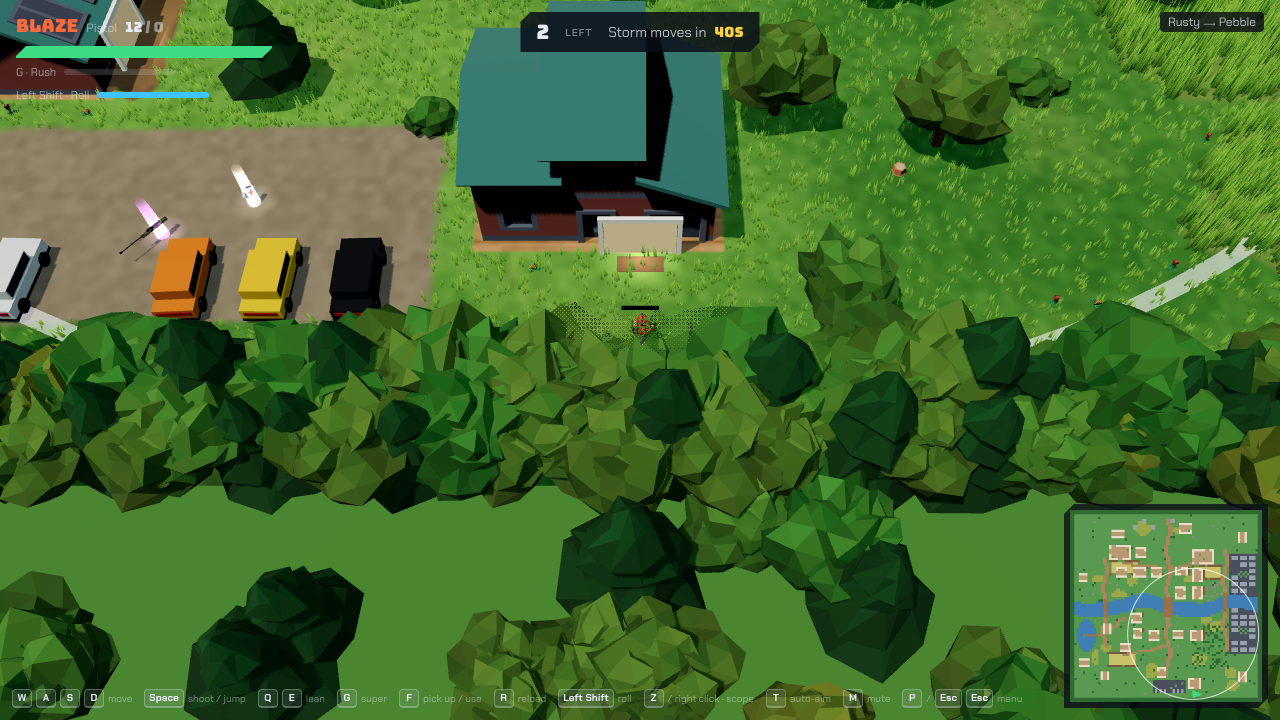 BLAZE Pistol 12 / 0
G · Rush
Left Shift · Roll
2 LEFT Storm moves in 40S
Rusty → Pebble
W A S D move Space shoot / jump Q E lean G super F pick up / use R reload Left Shift roll Z / right click · scope T auto-aim M mute P / Esc Esc menu